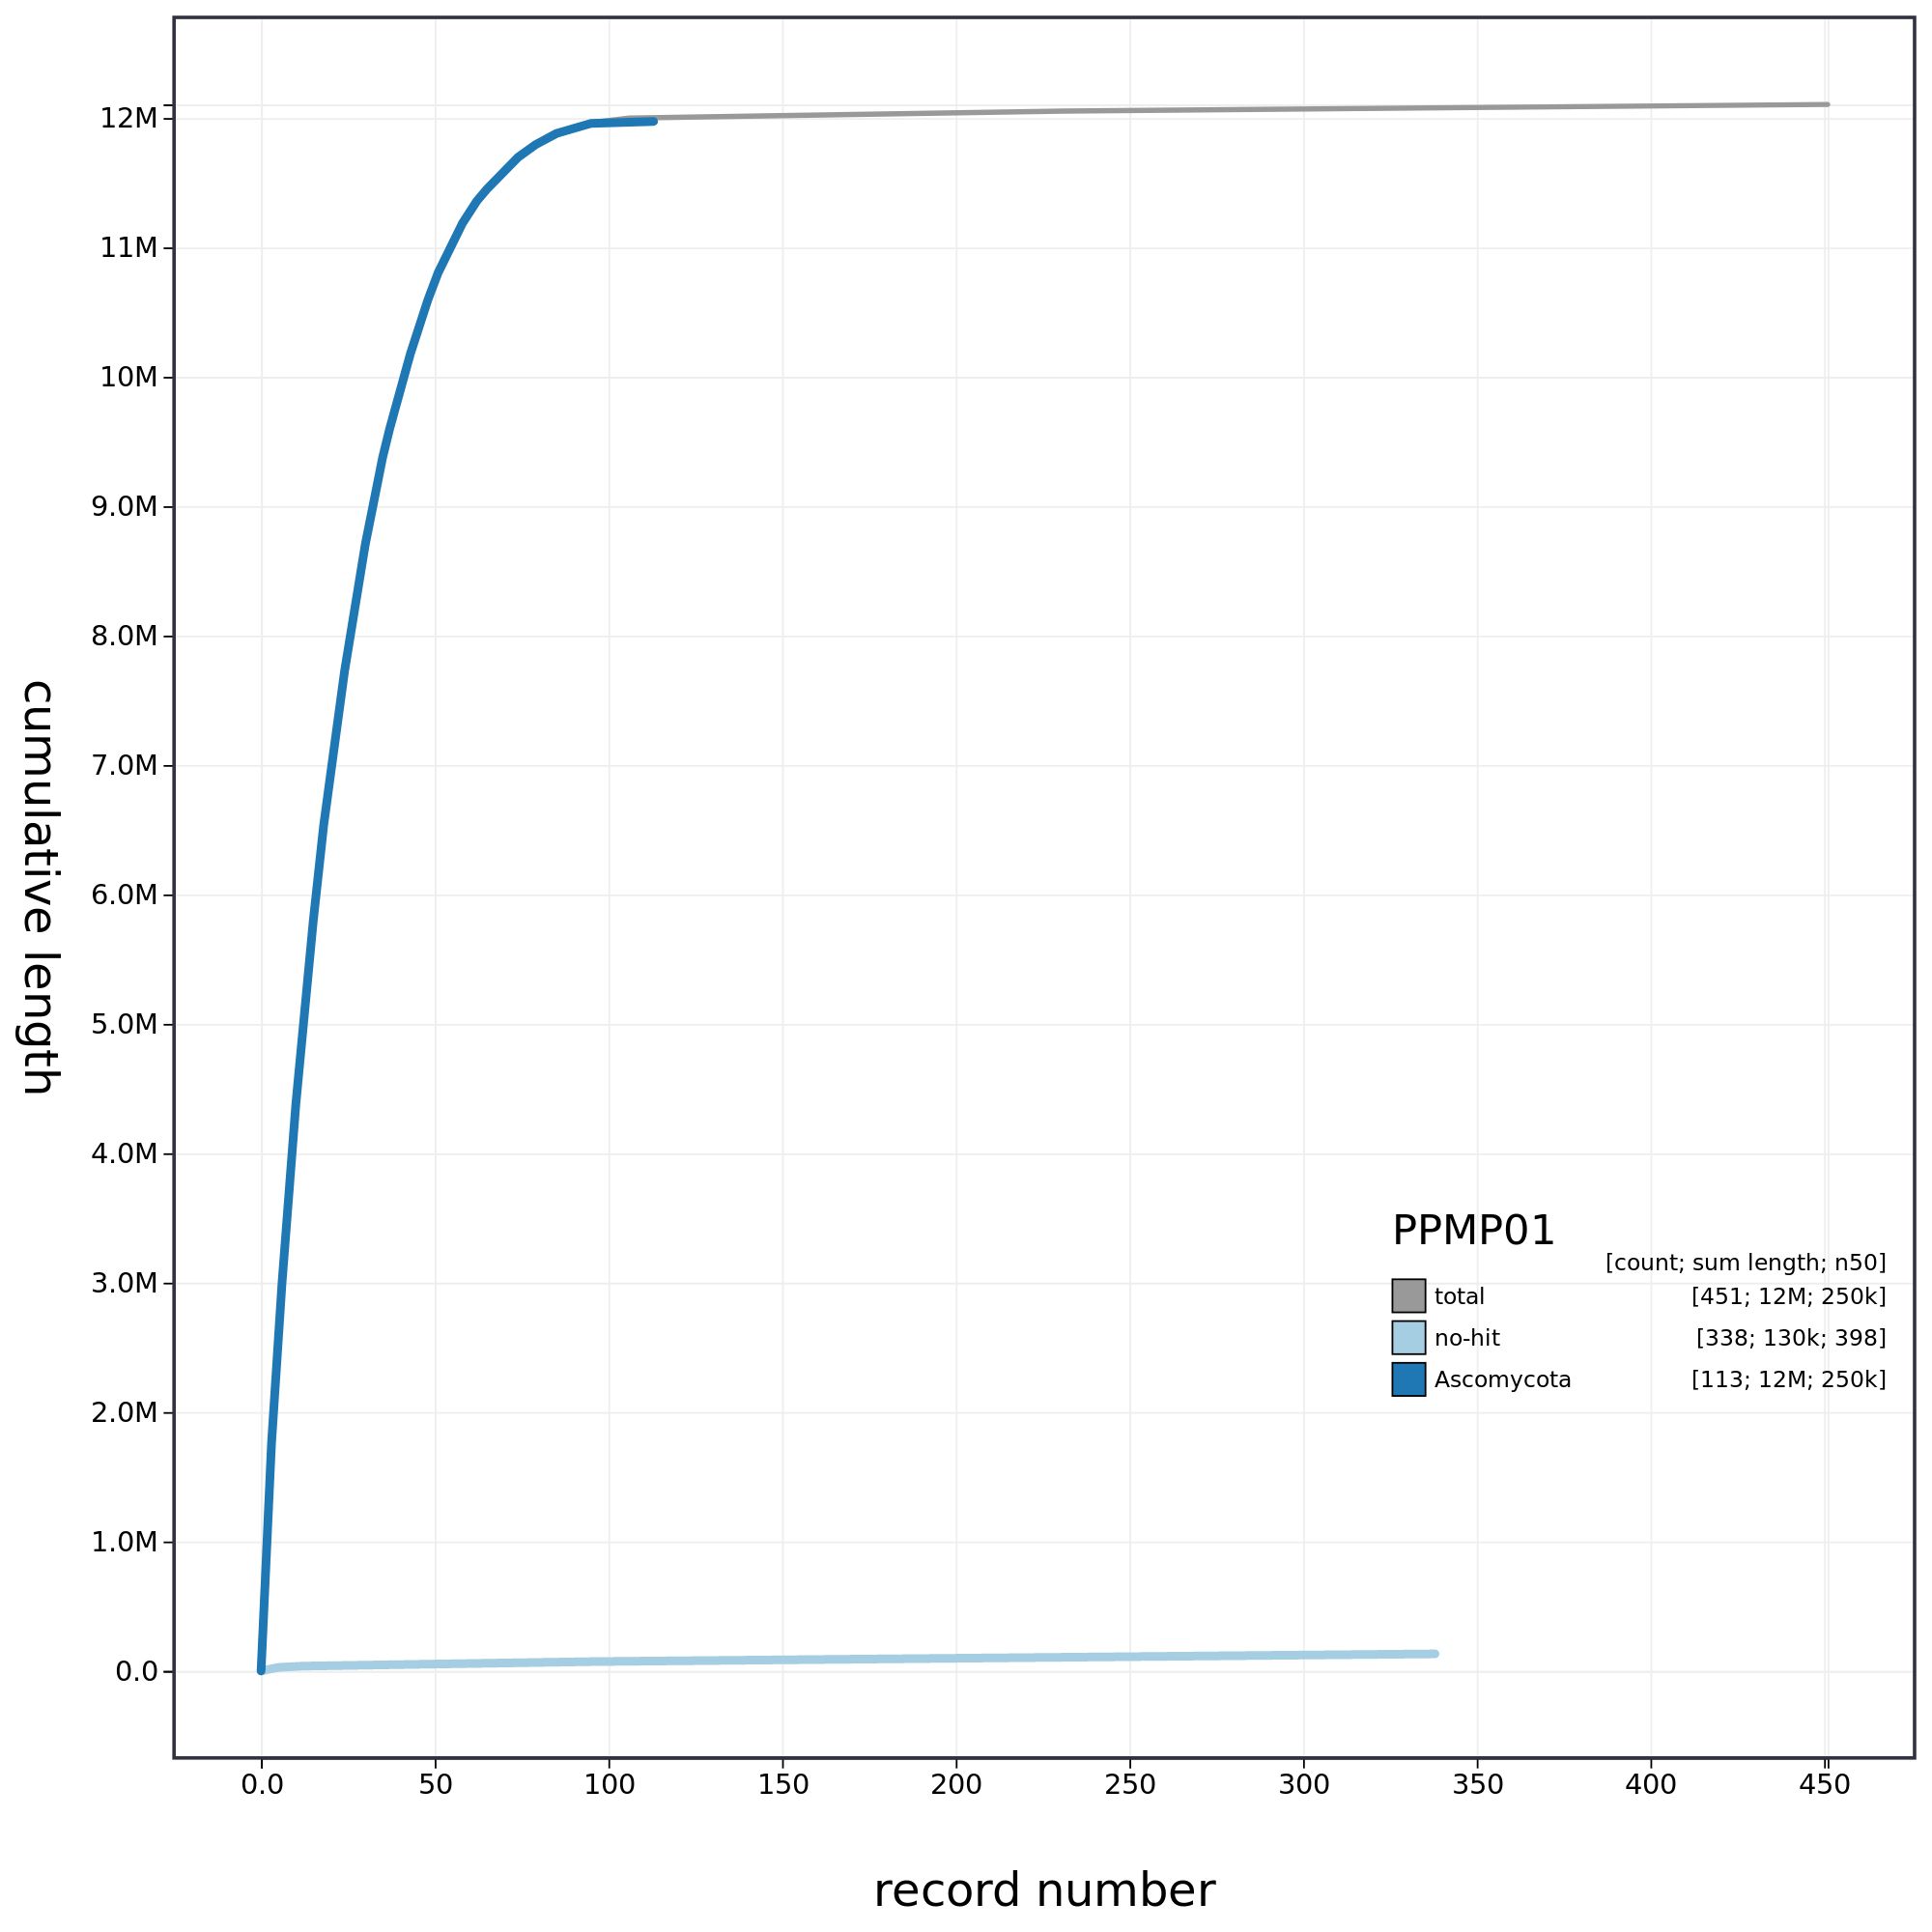 12M
11M
10M
9.0M
8.0M
7.0M
6.0M
5.0M
4.0M
3.0M
2.0M
1.0M
0.0
cumulative length
PPMP01
[count; sum length; n50]
total [451; 12M; 250k]
no-hit [338; 130k; 398]
Ascomycota [113; 12M; 250k]
0.0 50 100 150 200 250 300 350 400 450
record number